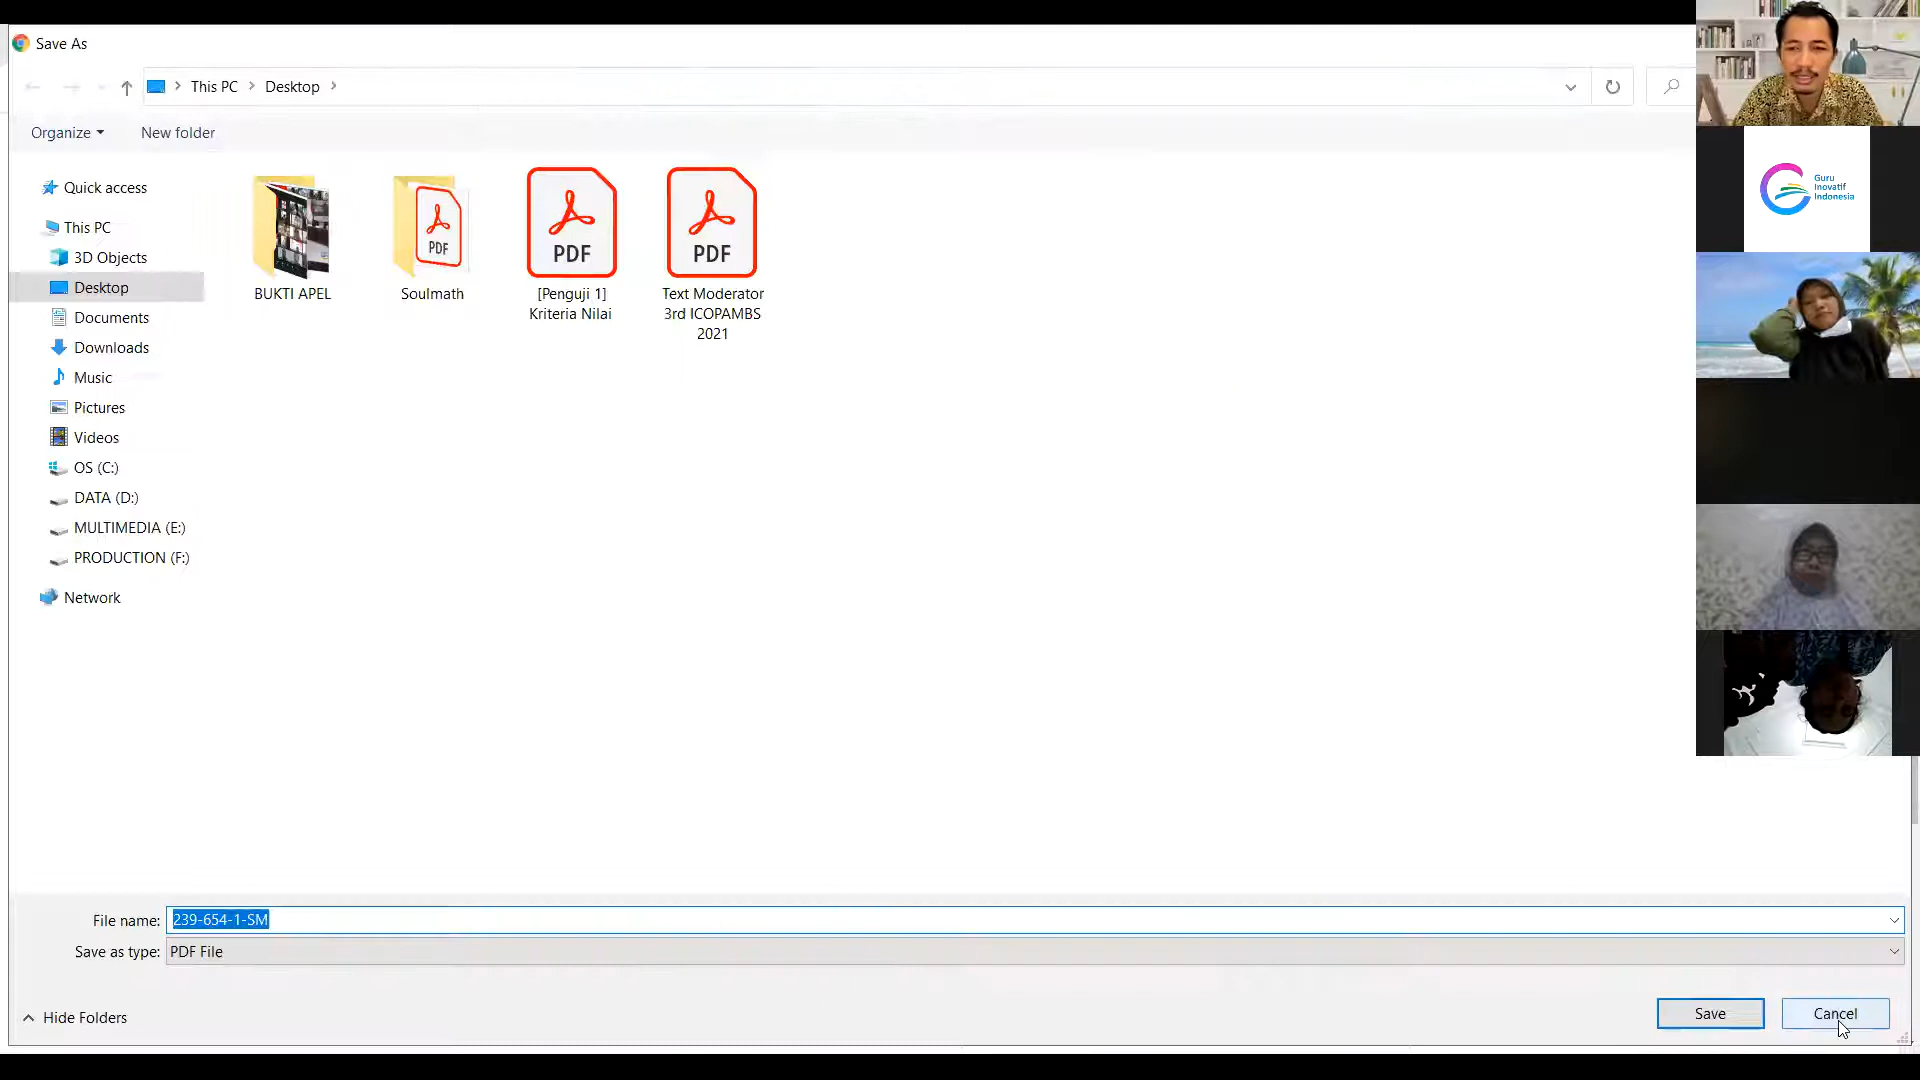 Save As
This PC
Desktop
Organize
New folder
Guru
Inovatif
Indonesia
Quick access
This PC
3D Objects
Desktop
Documents
Downloads
Music
Pictures
Videos
OS (C:)
DATA (D:)
MULTIMEDIA (E:)
PRODUCTION (F:)
Network
BUKTI APEL
Soulmath
PDF
[Penguji 1]
Kriteria Nilai
PDF
Text Moderator
3rd ICOPAMBS
2021
PDF
File name: 239-654-1-SM
Save as type: PDF File
Hide Folders
Save
Cancel